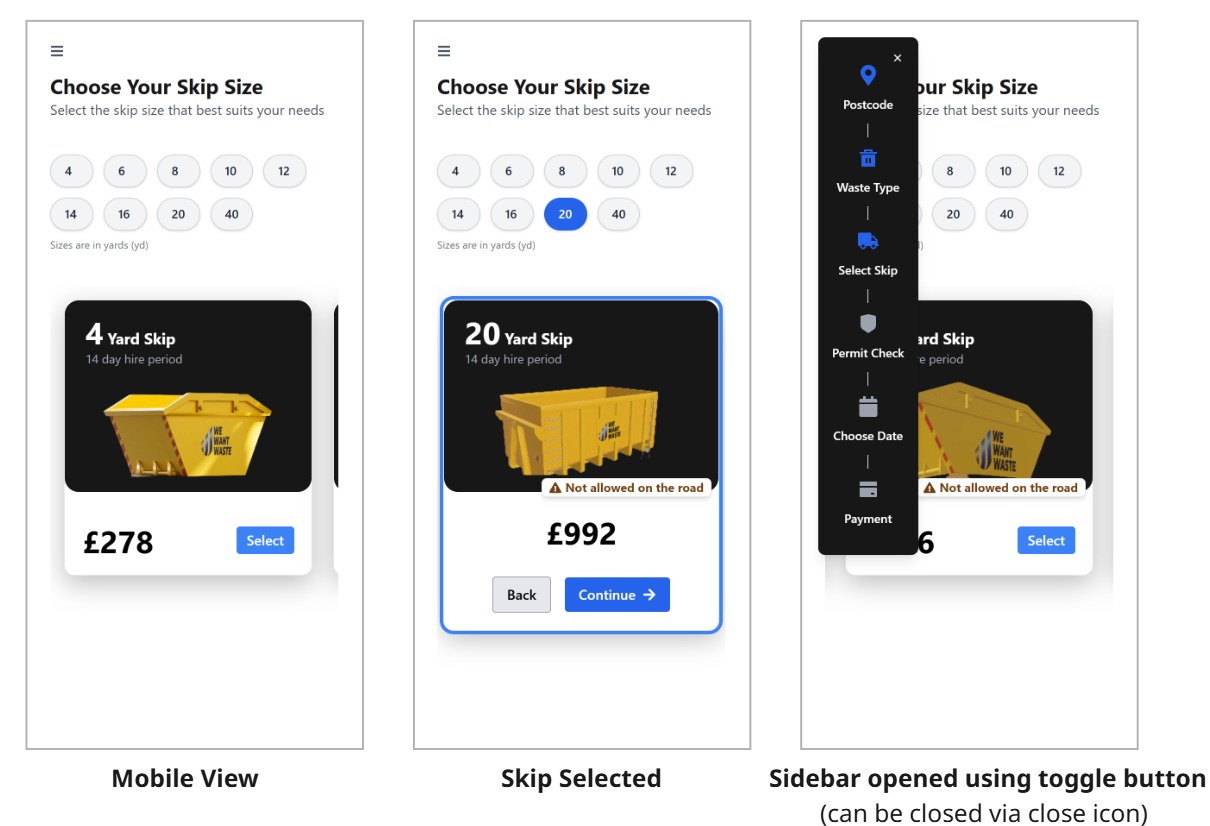 Choose Your Skip Size
Select the skip size that best suits your needs
4 6 8 10 12
14 16 20 40
Sizes are in yards (yd)
4 Yard Skip
14 day hire period
WE
WANT
WASTE
£278
Select
Mobile View
Choose Your Skip Size
Select the skip size that best suits your needs
4 6 8 10 12
14 16 20 40
Sizes are in yards (yd)
20 Yard Skip
14 day hire period
WE
WANT
WASTE
Not allowed on the road
£992
Back
Continue
Skip Selected
×
Postcode
Waste Type
Select Skip
Permit Check
Choose Date
Payment
our Skip Size
size that best suits your needs
8 10 12
20 40
)
ard Skip
e period
WE
WANT
WASTE
Not allowed on the road
6
Select
Sidebar opened using toggle button
(can be closed via close icon)